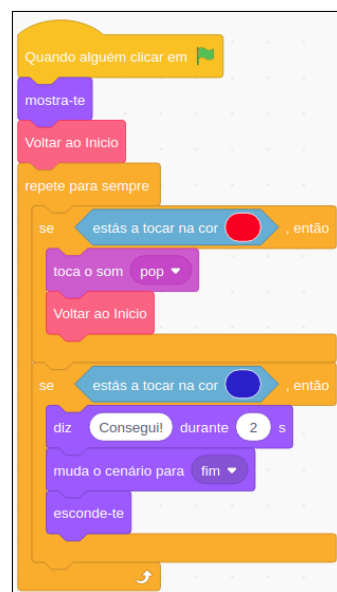 Quando alguém clicar em
mostra-te
Voltar ao Inicio
repete para sempre
se estás a tocar na cor , então
toca o som pop
Voltar ao Inicio
se estás a tocar na cor , então
diz Consegui! durante 2 s
muda o cenário para fim
esconde-te